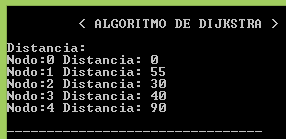 < ALGORITMO DE DIJKSTRA >
Distancia:
Nodo:0 Distancia: 0
Nodo:1 Distancia: 55
Nodo:2 Distancia: 30
Nodo:3 Distancia: 40
Nodo:4 Distancia: 90
--------------------------------